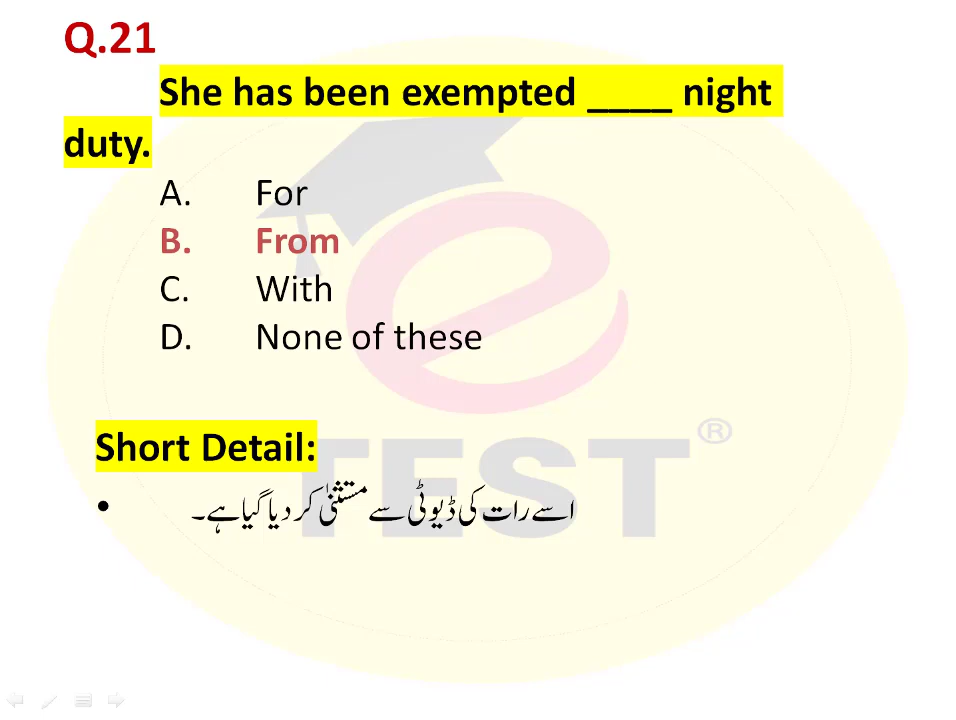 Q.21
She has been exempted ____ night
duty.
A. For
B. From
C. With
D. None of these
Short Detail:
• اسے رات کی ڈیوٹی سے مستثنیٰ کر دیا گیا ہے۔
e
TEST®